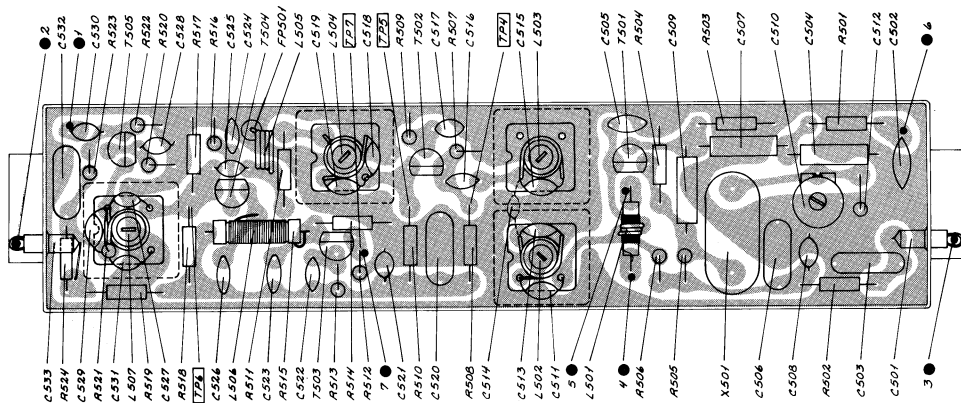 2
C532
1
C530
R523
T505
R522
R520
C528
R517
R516
C525
C524
T504
FP501
L505
C519
L504
TP7
C518
TP5
R509
T502
C517
R507
C516
TP4
C515
L503
C505
T501
R504
C509
R503
C507
C510
C504
R501
C512
C502
6
C533
R524
C529
R521
C531
L507
R519
C527
R518
TP6
C526
L506
R511
C523
R515
C522
T503
R513
R514
R512
7
C521
R510
C520
R508
C514
C513
L502
C511
5
L501
4
R506
R505
X501
C506
C508
R502
C503
C501
3